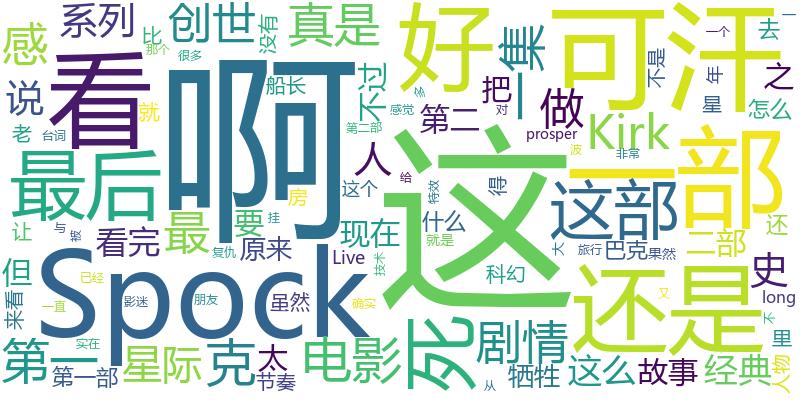 感
系列
比
那个
创世
没有
很多
真是
好
二集
可汗
去
一
一个
不是
之
说
看
啊
船长
不过
感觉
多
第二
把
对
做
星
年
怎么
老
台词
就
第二部
人
给
prosper
Kirk
非常
波
一部
最后
最
要
房
这个
特效
得
这
这部
还
让
与
被
挂
看完
原来
现在
什么
就是
大
旅行
巴克
果然
二部
史
但
来看
Spock
复仇
Live
技术
科幻
还是
long
已经
虽然
一直
影迷
朋友
确实
又
不
里
第一
实在
星际
克
太
电影
死
剧情
这么
故事
经典
人物
第一部
节奏
从
牺牲